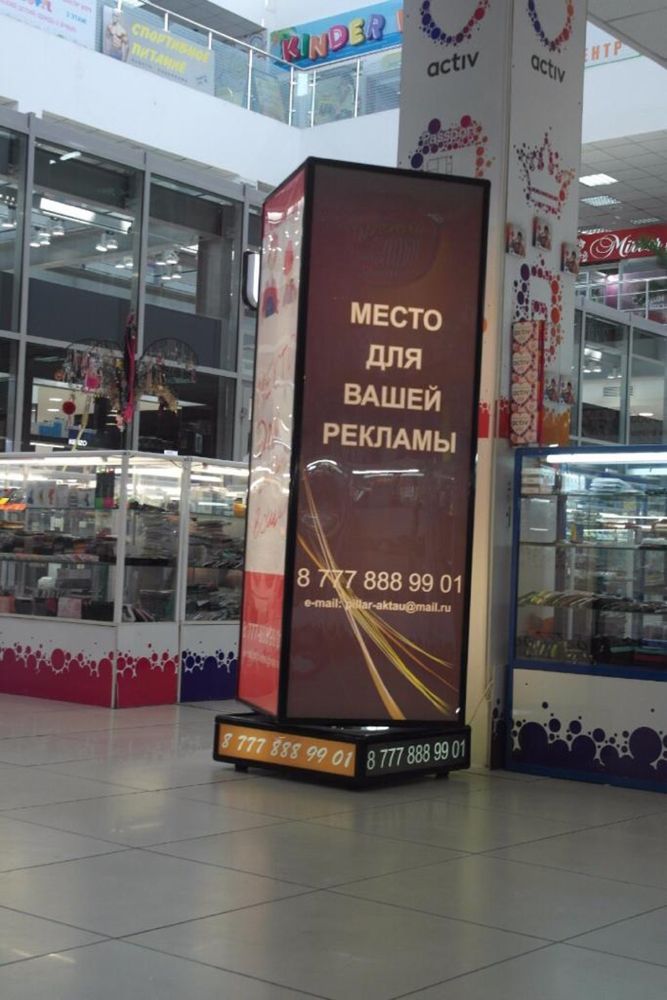 СПОРТИВНОЕ
ПИТАНИЕ
KINDER
activ
activ
МЕСТО
ДЛЯ
ВАШЕЙ
РЕКЛАМЫ
8 777 888 99 01
e-mail: pillar-aktau@mail.ru
8 777 888 99 01
8 777 888 99 01